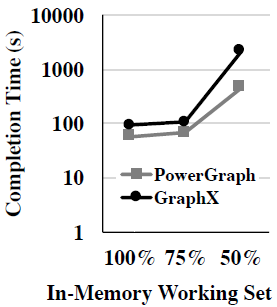 Completion Time (s)
10000
1000
100
10
1
PowerGraph
GraphX
100% 75% 50%
In-Memory Working Set